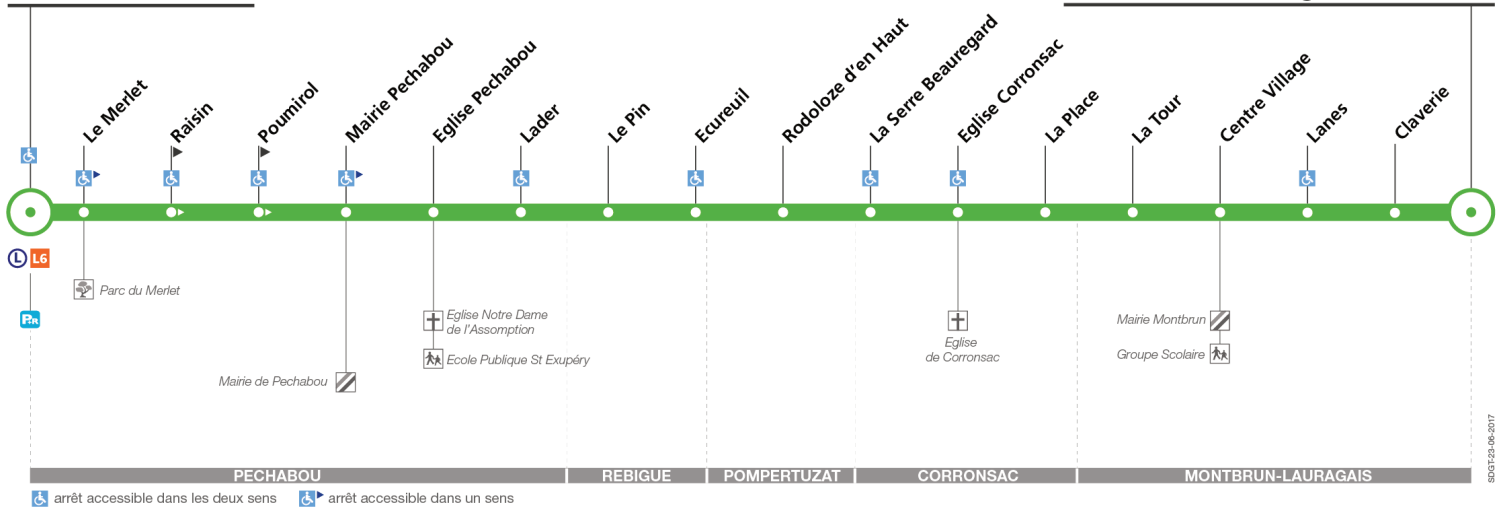 Le Merlet
Raisin
Poumirol
Mairie Pechabou
Eglise Pechabou
Lader
Le Pin
Ecureuil
Rodoloze d'en Haut
La Serre Beauregard
Eglise Corronsac
La Place
La Tour
Centre Village
Lanes
Claverie
L L6
Parc du Merlet
P+R
Eglise Notre Dame
de l'Assomption
Ecole Publique St Exupéry
Mairie de Pechabou
Eglise
de Corronsac
Mairie Montbrun
Groupe Scolaire
PECHABOU
REBIGUE
POMPERTUZAT
CORRONSAC
MONTBRUN-LAURAGAIS
arrêt accessible dans les deux sens
arrêt accessible dans un sens
SDGT-23-06-2017